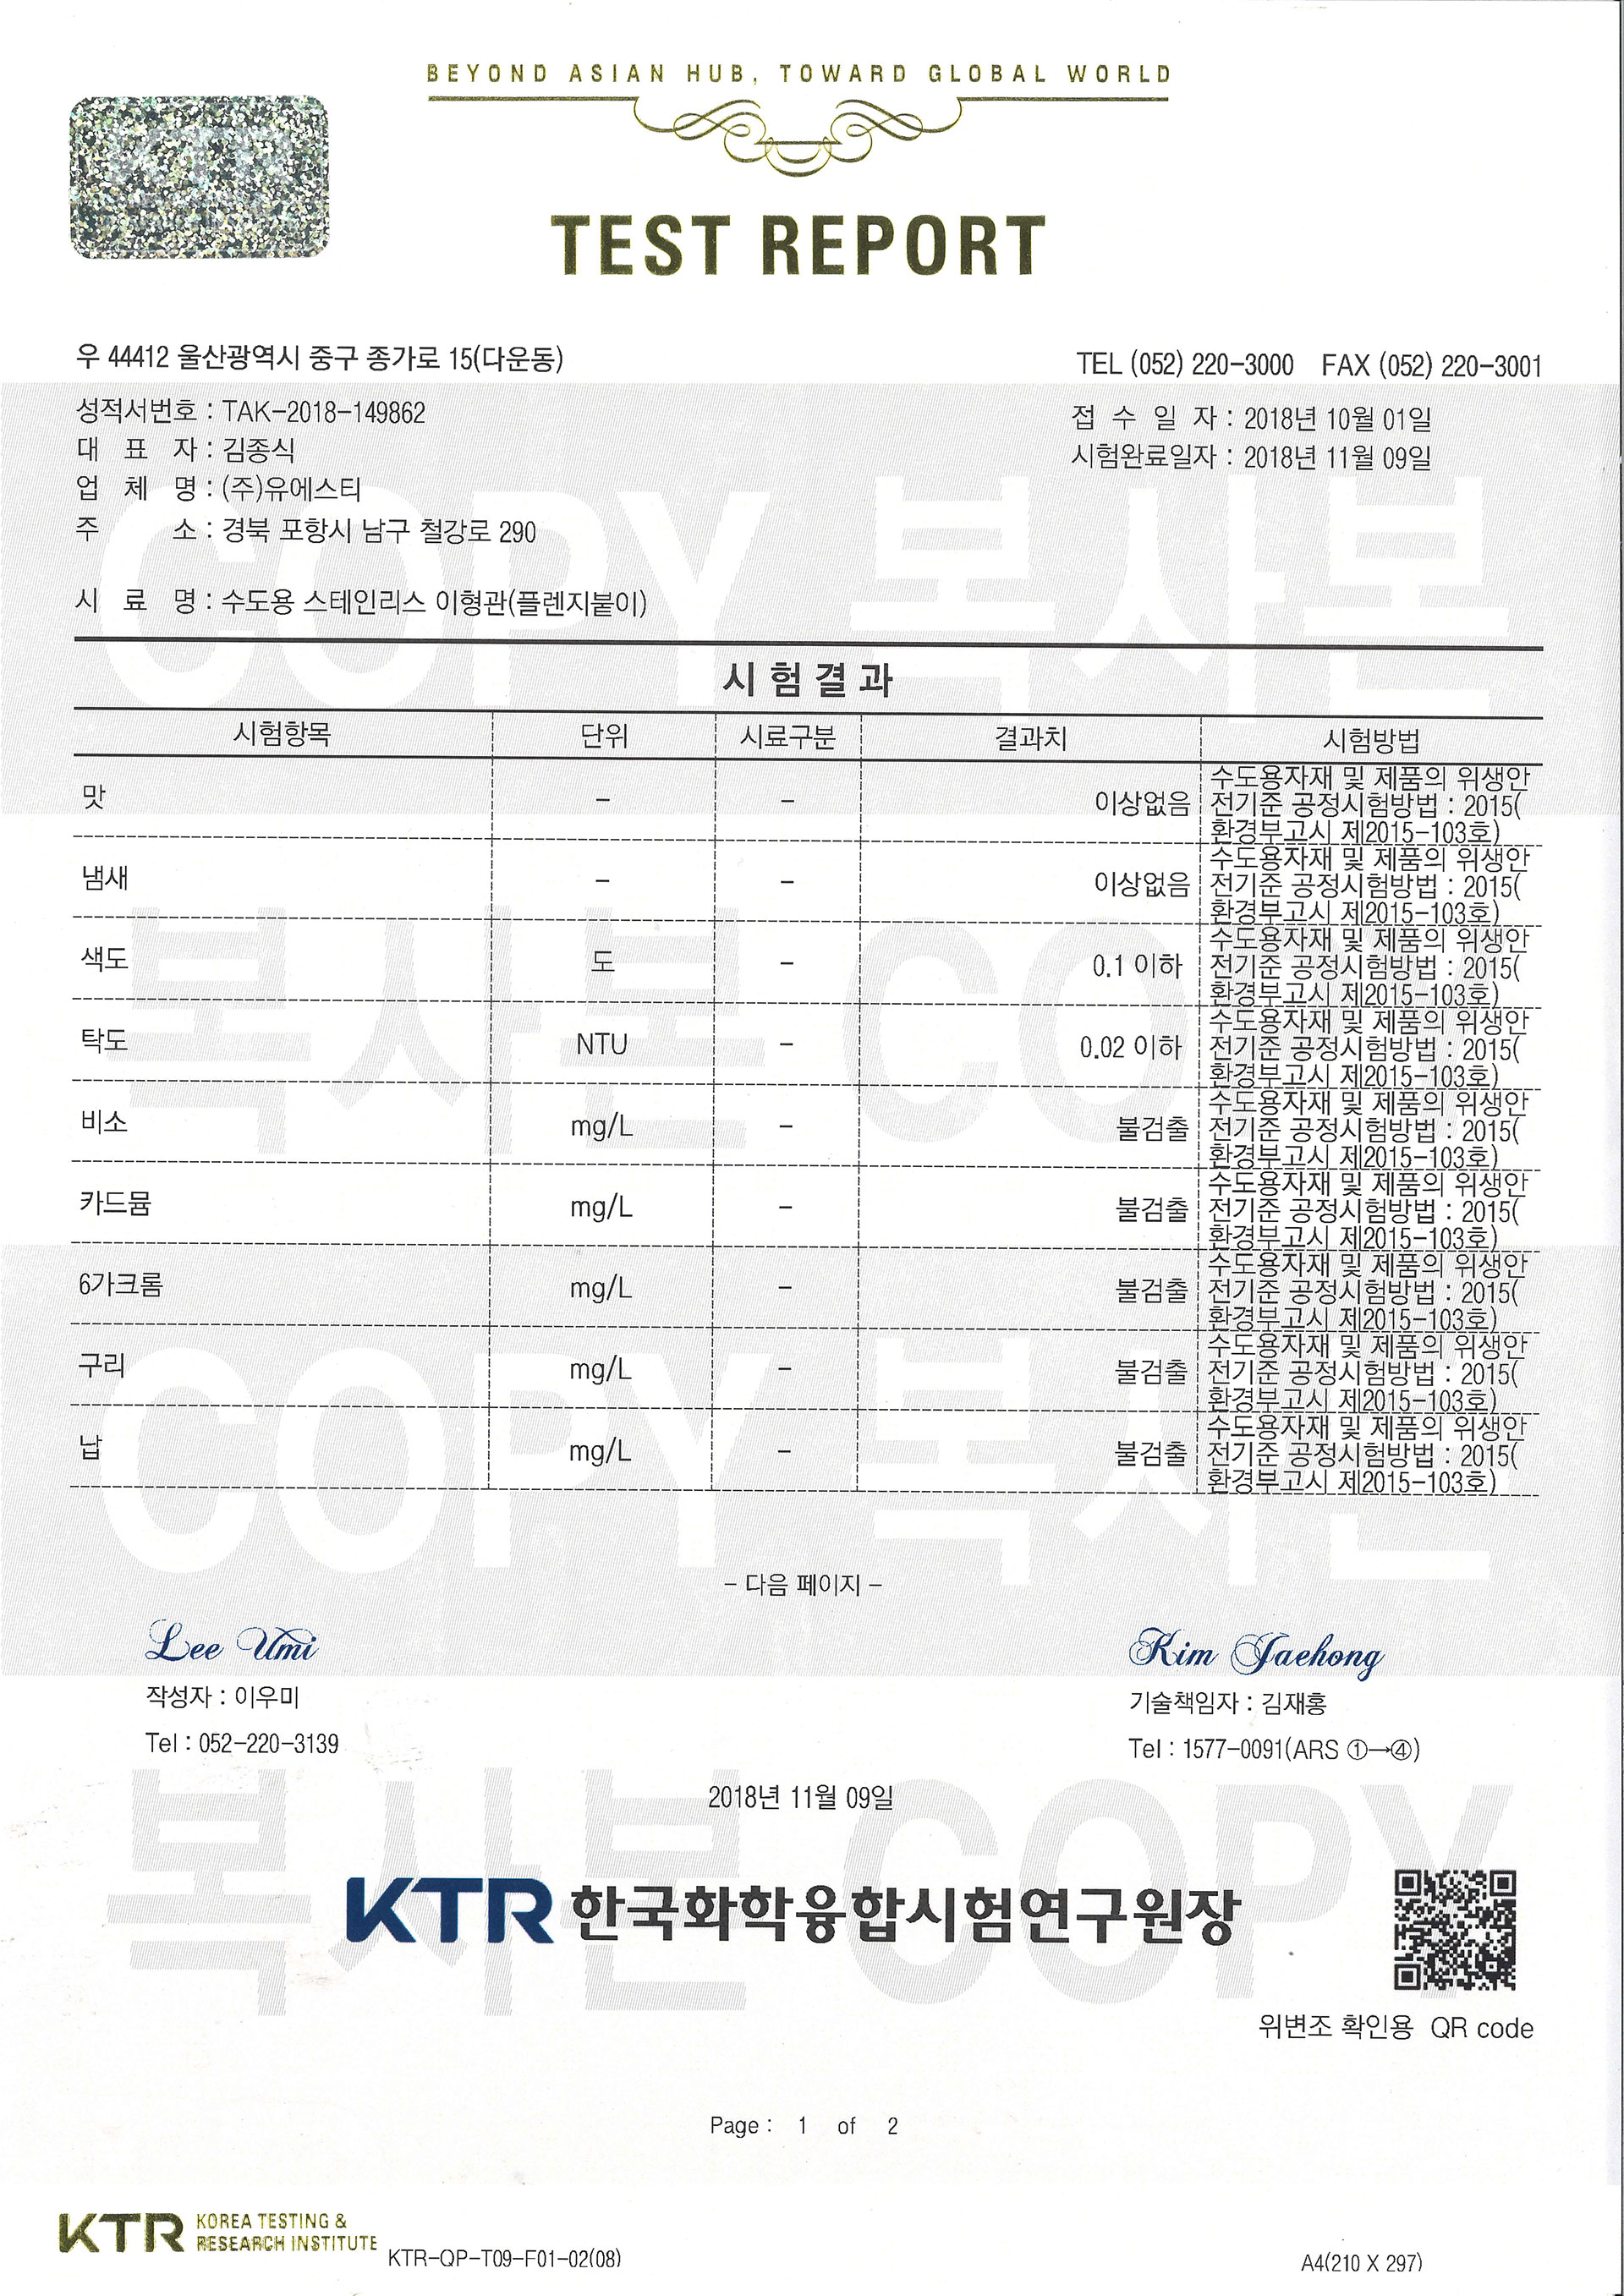 BEYOND ASIAN HUB, TOWARD GLOBAL WORLD
TEST REPORT
우 44412 울산광역시 중구 종가로 15(다운동)
TEL (052) 220-3000 FAX (052) 220-3001
성적서번호 : TAK-2018-149862
접 수 일 자 : 2018년 10월 01일
대 표 자 : 김종식
시험완료일자 : 2018년 11월 09일
업 체 명 : (주)유에스티
주 소 : 경북 포항시 남구 철강로 290
시 료 명 : 수도용 스테인리스 이형관(플렌지붙이)
COPY 복사본
시 험 결 과
시험항목 단위 시료구분 결과치 시험방법
맛 - - 이상없음 수도용자재 및 제품의 위생안
전기준 공정시험방법 : 2015(
환경부고시 제2015-103호)
냄새 - - 이상없음 수도용자재 및 제품의 위생안
전기준 공정시험방법 : 2015(
환경부고시 제2015-103호)
색도 도 - 0.1 이하 수도용자재 및 제품의 위생안
전기준 공정시험방법 : 2015(
환경부고시 제2015-103호)
탁도 NTU - 0.02 이하 수도용자재 및 제품의 위생안
전기준 공정시험방법 : 2015(
환경부고시 제2015-103호)
복사본 CO
비소 mg/L - 불검출 수도용자재 및 제품의 위생안
전기준 공정시험방법 : 2015(
환경부고시 제2015-103호)
카드뮴 mg/L - 불검출 수도용자재 및 제품의 위생안
전기준 공정시험방법 : 2015(
환경부고시 제2015-103호)
6가크롬 mg/L - 불검출 수도용자재 및 제품의 위생안
전기준 공정시험방법 : 2015(
환경부고시 제2015-103호)
구리 mg/L - 불검출 수도용자재 및 제품의 위생안
전기준 공정시험방법 : 2015(
환경부고시 제2015-103호)
납 mg/L - 불검출 수도용자재 및 제품의 위생안
전기준 공정시험방법 : 2015(
환경부고시 제2015-103호)
COPY 복사본
- 다음 페이지 -
Lee Umi
Kim Jaehong
작성자 : 이우미
기술책임자 : 김재홍
Tel : 052-220-3139
Tel : 1577-0091(ARS ①→④)
2018년 11월 09일
복사본 COPY
KTR 한국화학융합시험연구원장
위변조 확인용 QR code
Page : 1 of 2
KTR KOREA TESTING &
RESEARCH INSTITUTE
KTR-QP-T09-F01-02(08)
A4(210 X 297)